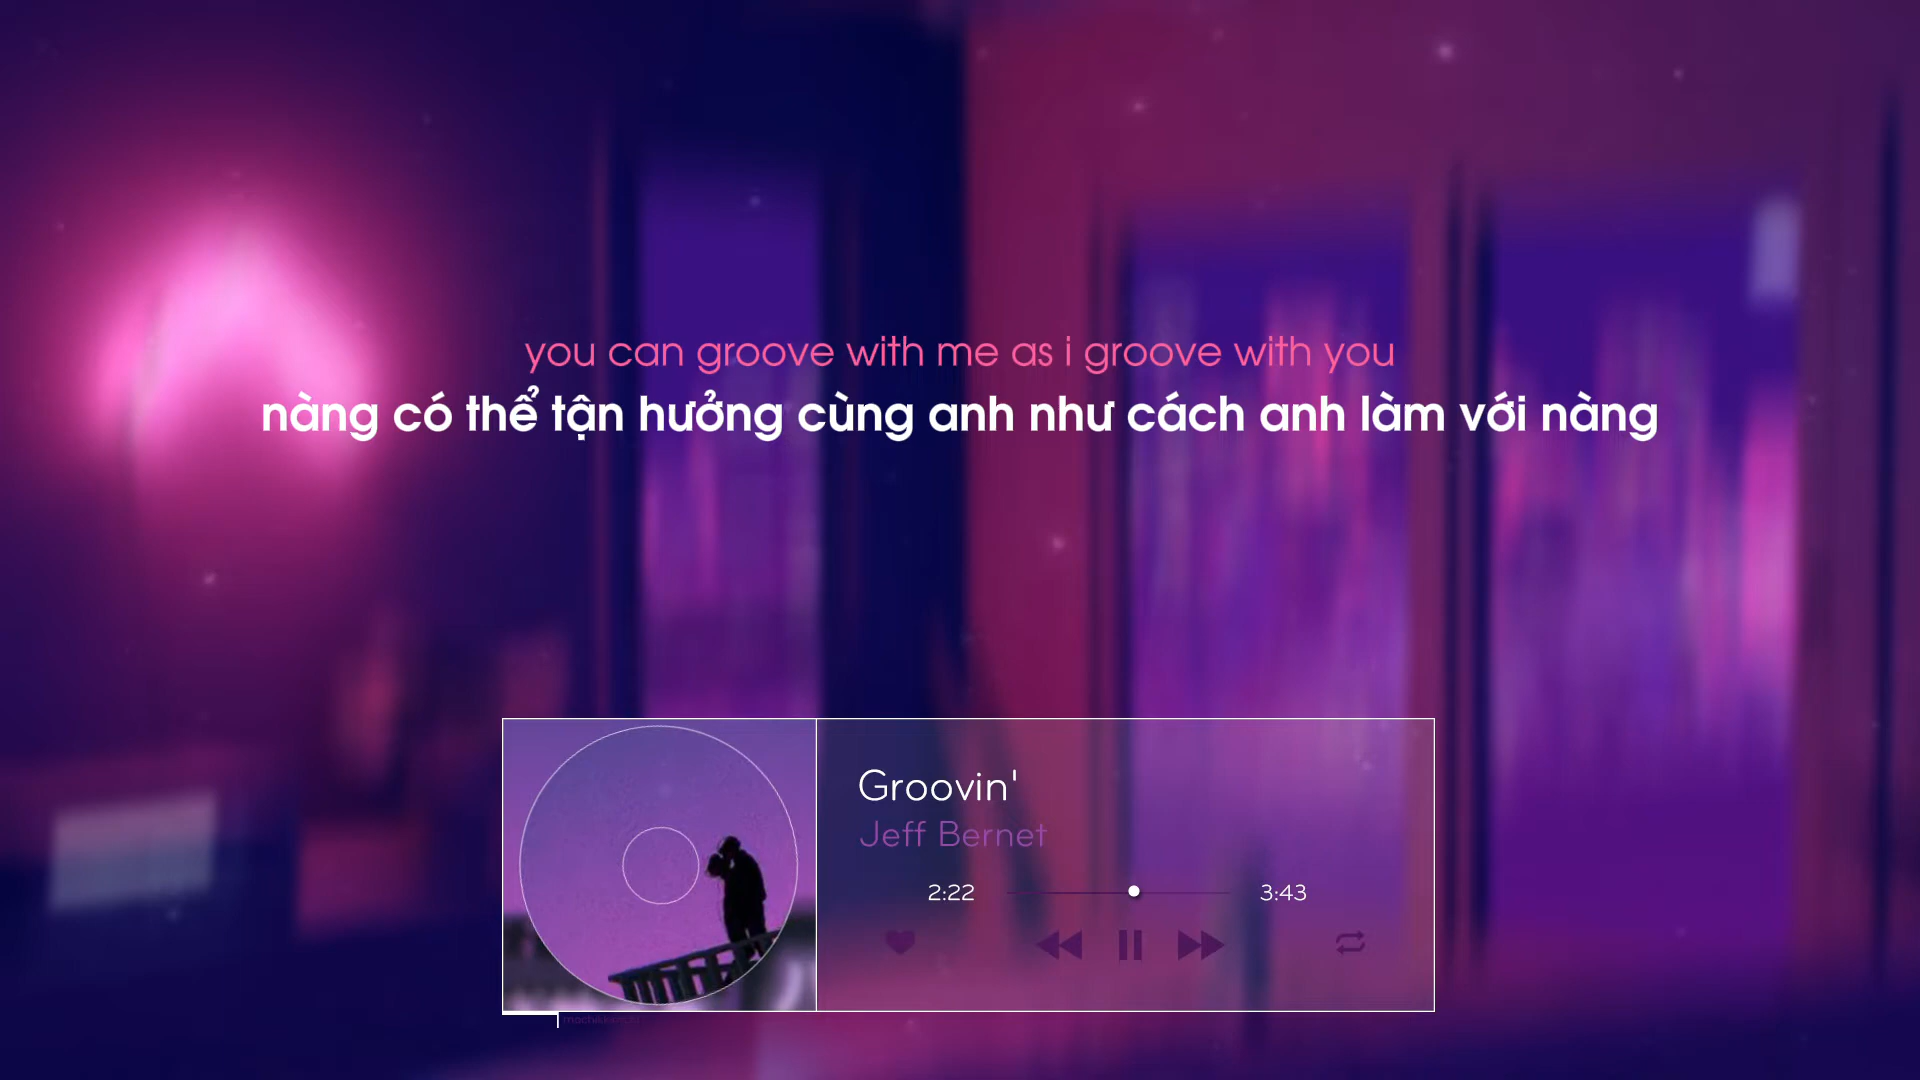 you can groove with me as i groove with you
nàng có thể tận hưởng cùng anh như cách anh làm với nàng
Groovin'
Jeff Bernet
2:22
3:43